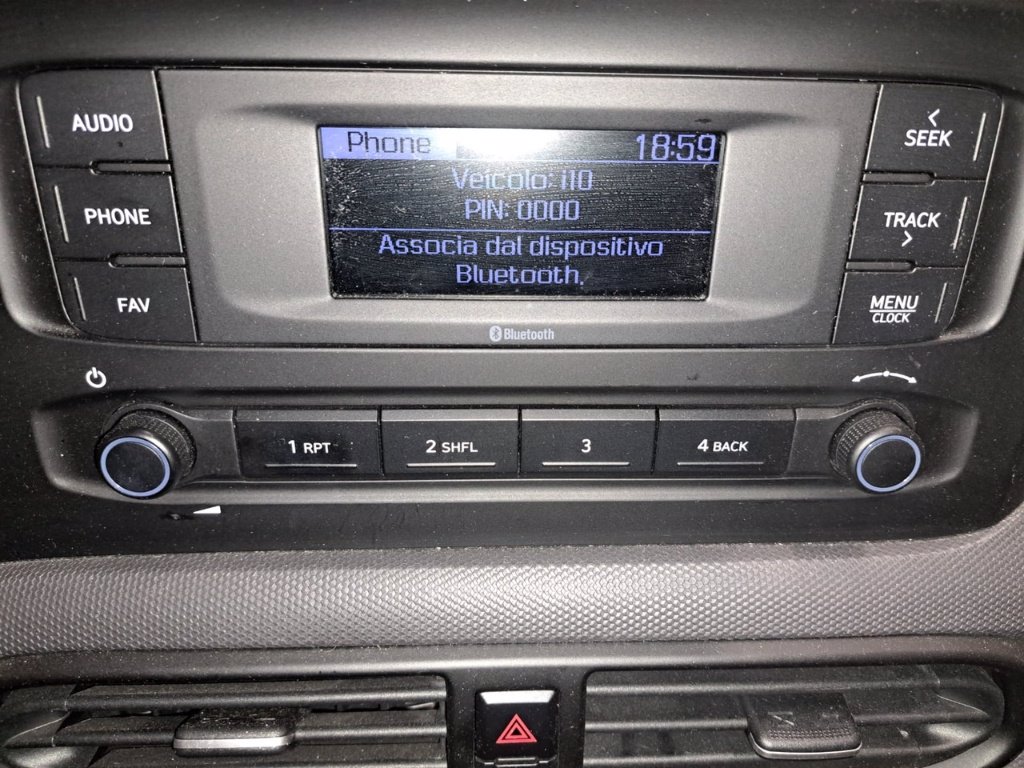 AUDIO
PHONE
FAV
Phone 18:59
Veicolo: i10
PIN: 0000
Associa dal dispositivo
Bluetooth.
Bluetooth
< SEEK
TRACK >
MENU
CLOCK
1 RPT
2 SHFL
3
4 BACK